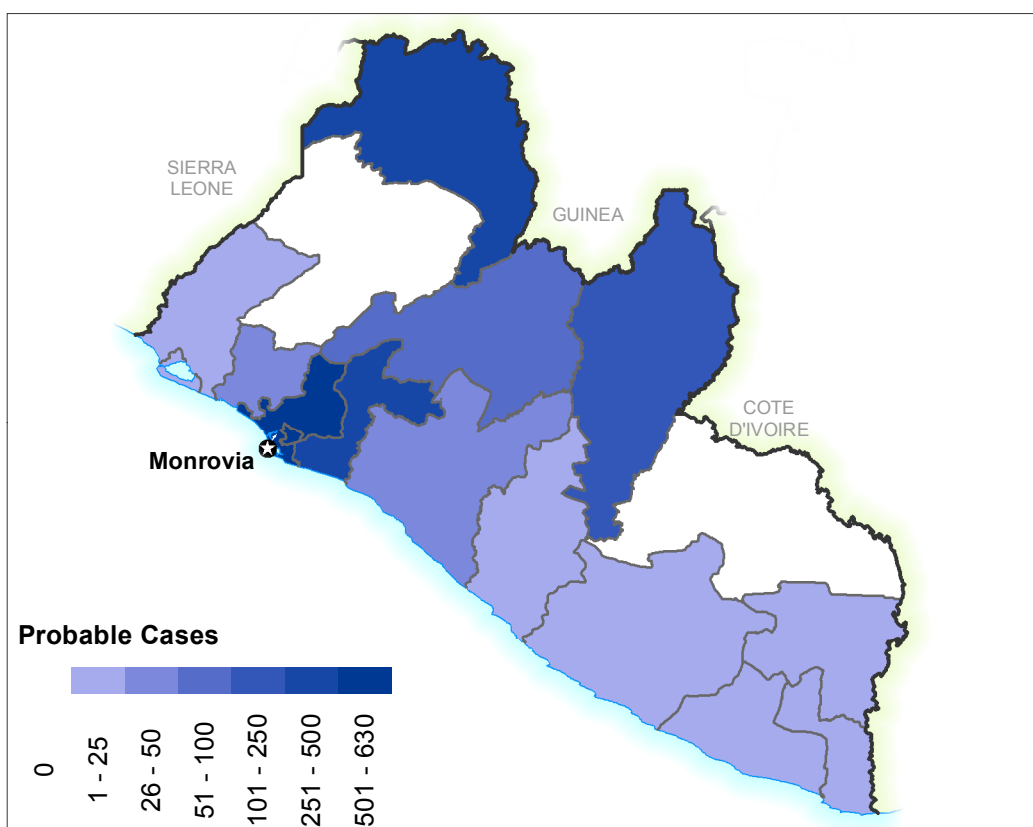 SIERRA
LEONE
GUINEA
COTE
D'IVOIRE
Monrovia
Probable Cases
0
1 - 25
26 - 50
51 - 100
101 - 250
251 - 500
501 - 630